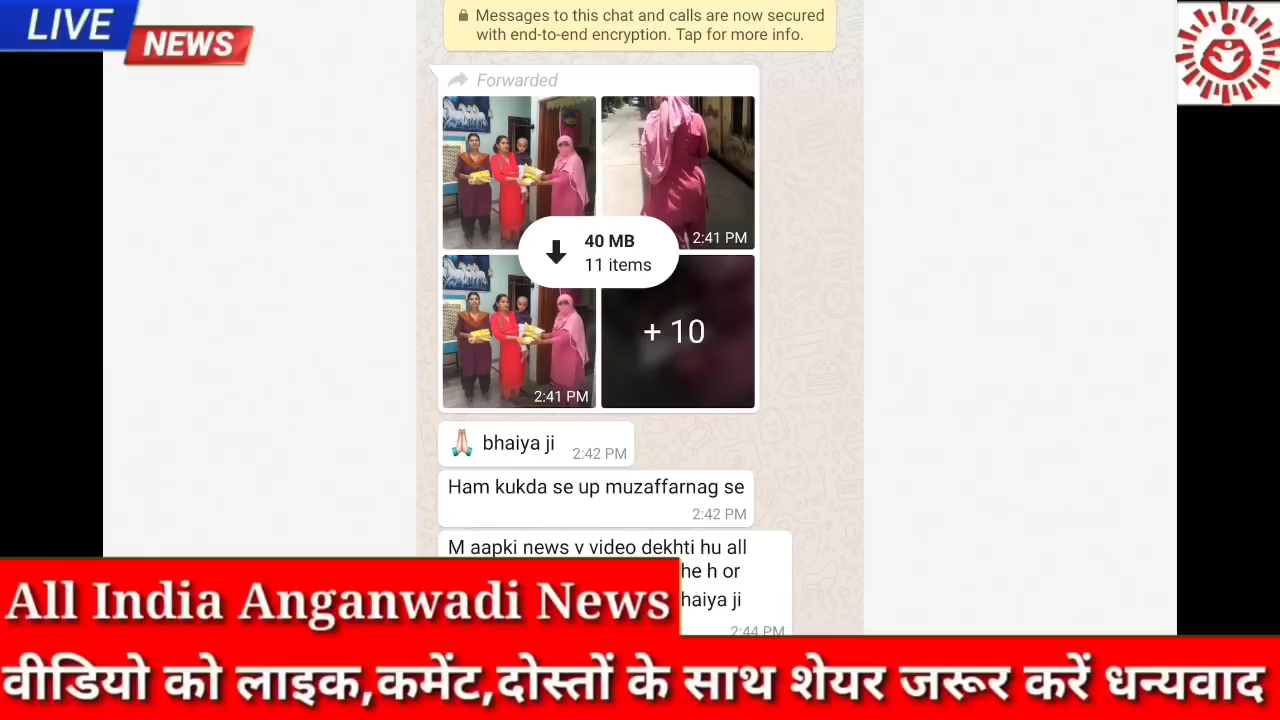 LIVE
NEWS
Messages to this chat and calls are now secured
with end-to-end encryption. Tap for more info.
Forwarded
40 MB
11 items
2:41 PM
2:41 PM
+ 10
🙏 bhaiya ji
2:42 PM
Ham kukda se up muzaffarnag se
2:42 PM
M aapki news v video dekhti hu all
he h or
haiya ji
2:44 PM
All India Anganwadi News
वीडियो को लाइक,कमेंट,दोस्तों के साथ शेयर जरूर करें धन्यवाद